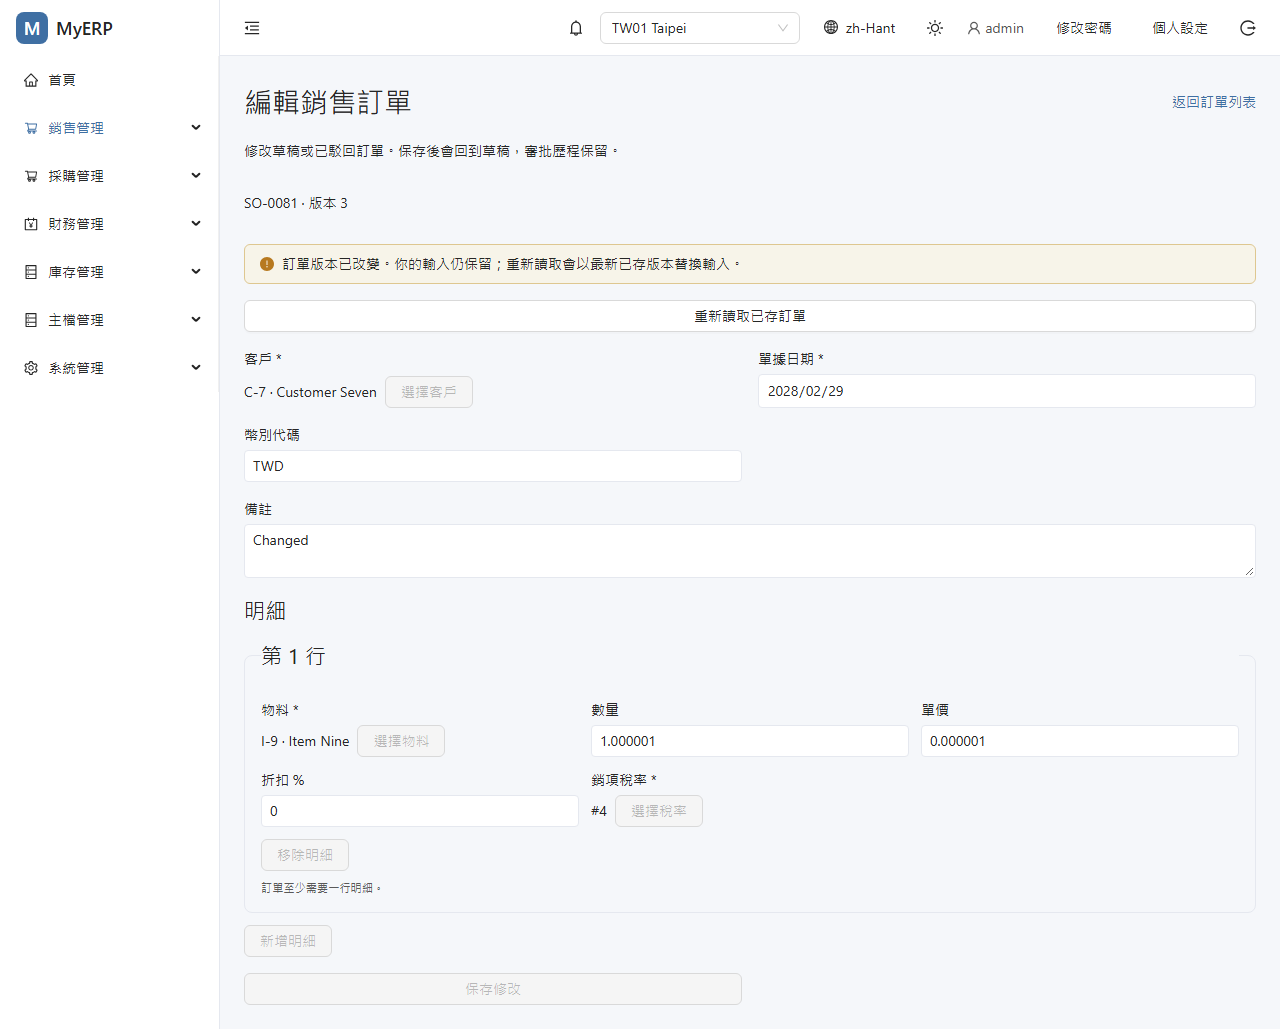 M MyERP
TW01 Taipei
zh-Hant
admin
修改密碼
個人設定
首頁
銷售管理
採購管理
財務管理
庫存管理
主檔管理
系統管理
編輯銷售訂單
返回訂單列表
修改草稿或已駁回訂單。保存後會回到草稿，審批歷程保留。
SO-0081 · 版本 3
訂單版本已改變。你的輸入仍保留；重新讀取會以最新已存版本替換輸入。
重新讀取已存訂單
客戶 *
單據日期 *
C-7 · Customer Seven 選擇客戶
2028/02/29
幣別代碼
TWD
備註
Changed
明細
第 1 行
物料 *
數量
單價
I-9 · Item Nine 選擇物料
1.000001
0.000001
折扣 %
銷項稅率 *
0
#4 選擇稅率
移除明細
訂單至少需要一行明細。
新增明細
保存修改